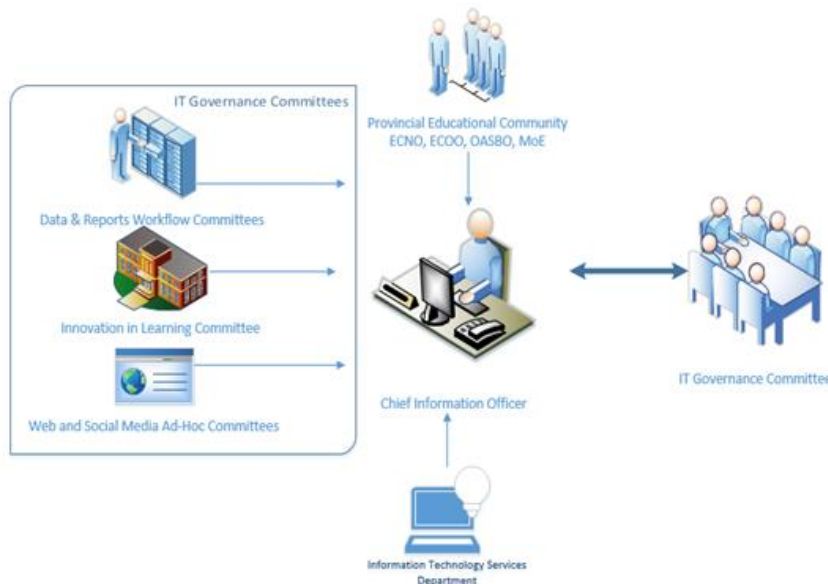 IT Governance Committees
Provincial Educational Community
ECNO, ECOO, OASBO, MoE
Data & Reports Workflow Committees
Innovation in Learning Committee
Web and Social Media Ad-Hoc Committees
Chief Information Officer
IT Governance Committee
Information Technology Services
Department